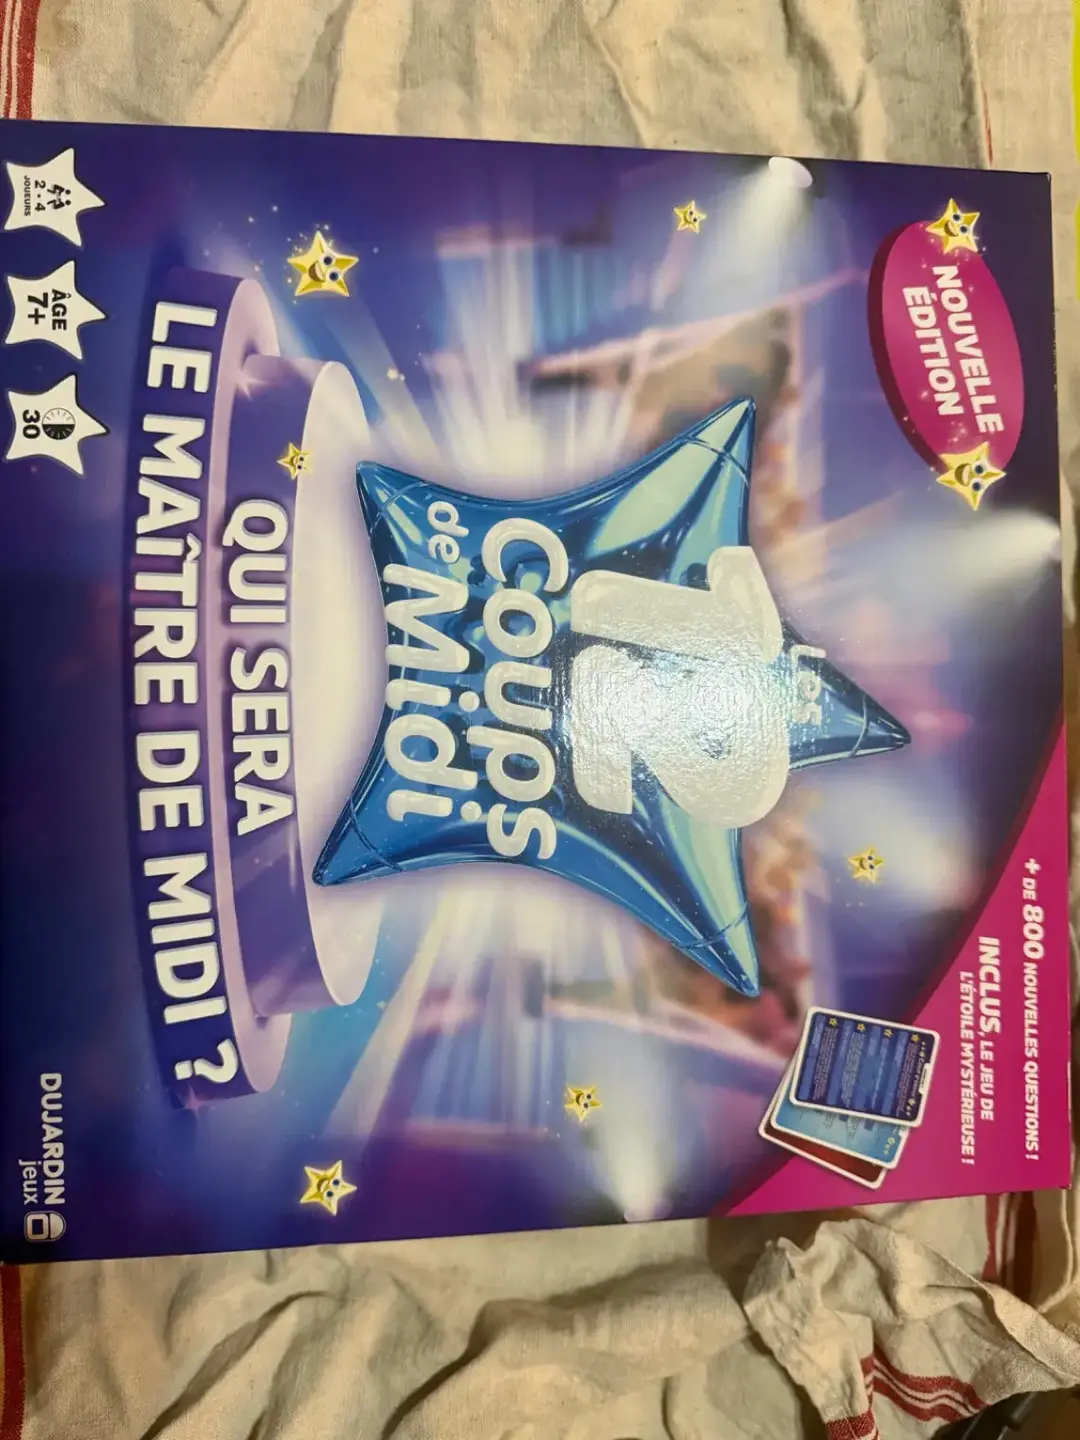 NOUVELLE
ÉDITION
+ DE 800 NOUVELLES QUESTIONS !
INCLUS, LE JEU DE
L'ÉTOILE MYSTÉRIEUSE !
Les
12
coups
de Midi
QUI SERA
LE MAÎTRE DE MIDI ?
2 - 4
JOUEURS
ÂGE
7+
30
DUJARDIN
jeux